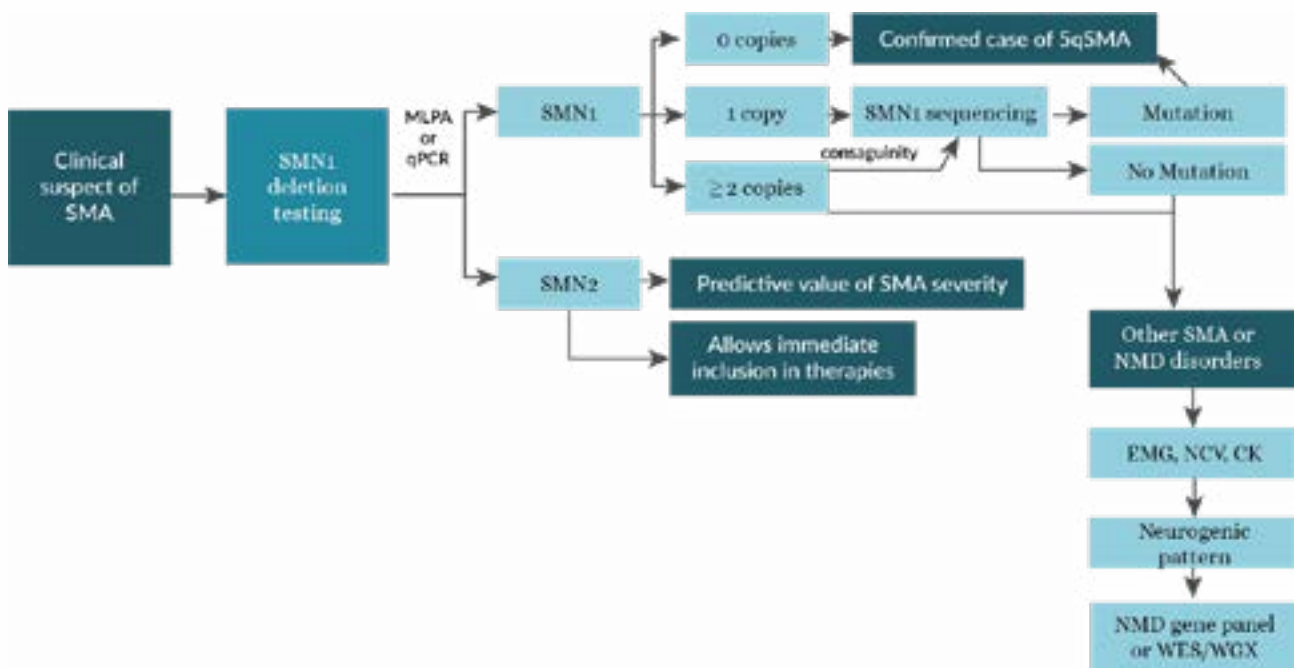 0 copies
Confirmed case of 5qSMA
MLPA
or
qPCR
SMN1
1 copy
SMN1 sequencing
Mutation
Clinical
suspect of
SMA
SMN1
deletion
testing
consaguinity
≥ 2 copies
No Mutation
SMN2
Predictive value of SMA severity
Allows immediate
inclusion in therapies
Other SMA or
NMD disorders
EMG, NCV, CK
Neurogenic
pattern
NMD gene panel
or WES/WGX